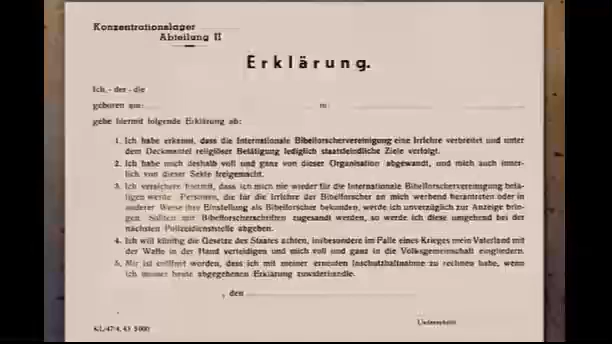 Konzentrationslager
Abteilung II
Erklärung.
Ich, - der - die
geboren am: in:
gebe hiermit folgende Erklärung ab:
1. Ich habe erkannt, dass die Internationale Bibelforschervereinigung eine Irrlehre verbreitet und unter
dem Deckmantel religiöser Betätigung lediglich staatsfeindliche Ziele verfolgt.
2. Ich habe mich deshalb voll und ganz von dieser Organisation abgewandt, und mich auch inner-
lich von dieser Sekte freigemacht.
3. Ich versichere hiermit, dass ich mich nie wieder für die Internationale Bibelforschervereinigung betä-
tigen werde. Personen, die für die Irrlehre der Bibelforscher an mich werbend herantreten oder in
anderer Weise ihre Einstellung als Bibelforscher bekunden, werde ich unverzüglich zur Anzeige brin-
gen. Sollten mir Bibelforscherschriften zugesandt werden, so werde ich diese umgehend bei der
nächsten Polizeidienststelle abgeben.
4. Ich will künftig die Gesetze des Staates achten, insbesondere im Falle eines Krieges mein Vaterland mit
der Waffe in der Hand verteidigen und mich voll und ganz in die Volksgemeinschaft eingliedern.
5. Mir ist eröffnet worden, dass ich mit meiner erneuten Inschutzhaftnahme zu rechnen habe, wenn
ich meiner heute abgegebenen Erklärung zuwiderhandle.
, den
KL/47/4. 43 5000
Unterschrift